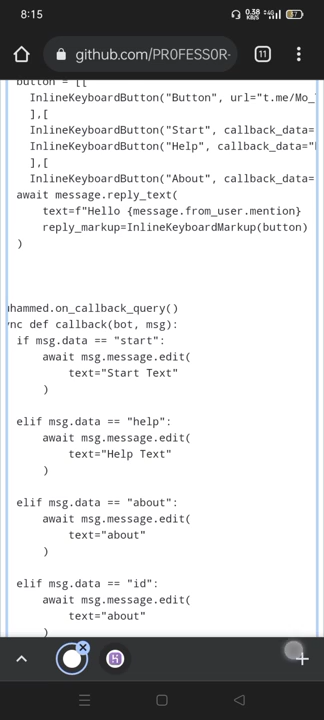 8:15
0.38
KB/S
4G
github.com/PR0FESS0R-
11
button = [[
InlineKeyboardButton("Button", url="t.me/Mo_
],[
InlineKeyboardButton("Start", callback_data=
InlineKeyboardButton("Help", callback_data="
],[
InlineKeyboardButton("About", callback_data=
await message.reply_text(
text=f"Hello {message.from_user.mention}
reply_markup=InlineKeyboardMarkup(button)
)
hammed.on_callback_query()
nc def callback(bot, msg):
if msg.data == "start":
await msg.message.edit(
text="Start Text"
)
elif msg.data == "help":
await msg.message.edit(
text="Help Text"
)
elif msg.data == "about":
await msg.message.edit(
text="about"
)
elif msg.data == "id":
await msg.message.edit(
text="about"
)